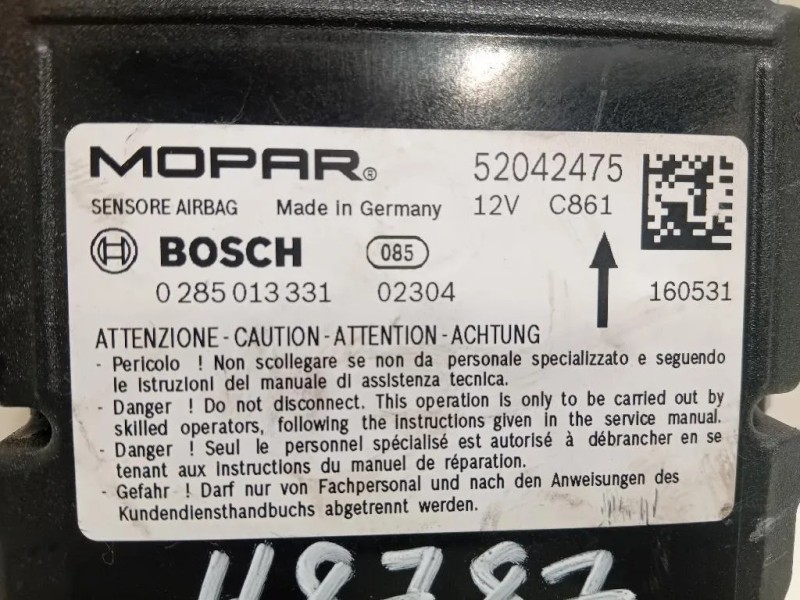 MOPAR® 52042475
SENSORE AIRBAG Made in Germany 12V C861
BOSCH 085
0 285 013 331 02304 160531
ATTENZIONE - CAUTION - ATTENTION - ACHTUNG
- Pericolo ! Non scollegare se non da personale specializzato e seguendo
le istruzioni del manuale di assistenza tecnica.
- Danger ! Do not disconnect. This operation is only to be carried out by
skilled operators, following the instructions given in the service manual.
- Danger ! Seul le personnel spécialisé est autorisé à débrancher en se
tenant aux instructions du manuel de réparation.
- Gefahr ! Darf nur von Fachpersonal und nach den Anweisungen des
Kundendiensthandbuchs abgetrennt werden.